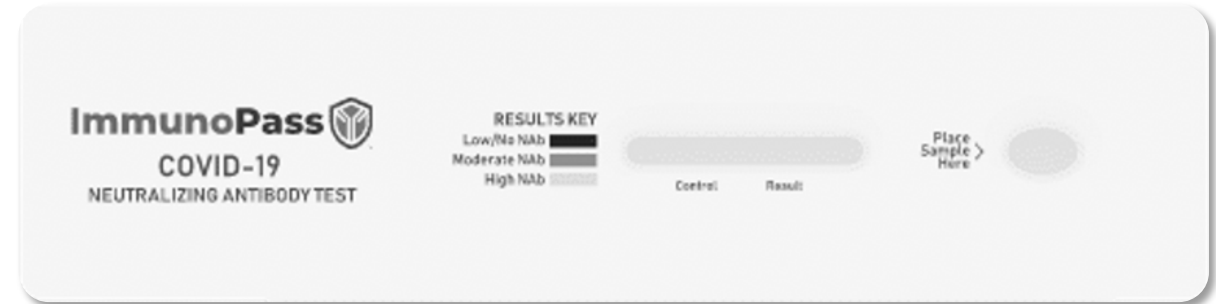 ImmunoPass
COVID-19
NEUTRALIZING ANTIBODY TEST
RESULTS KEY
Low/No NAb
Moderate NAb
High NAb
Control Result
Place
Sample
Here